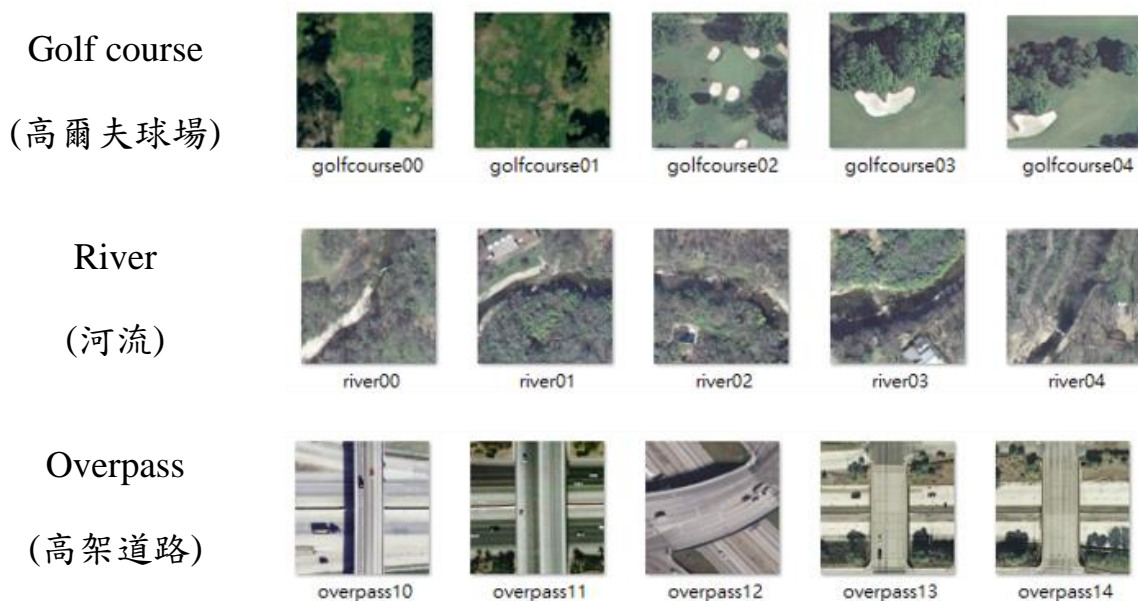 Golf course
(高爾夫球場)
golfcourse00 golfcourse01 golfcourse02 golfcourse03 golfcourse04
River
(河流)
river00 river01 river02 river03 river04
Overpass
(高架道路)
overpass10 overpass11 overpass12 overpass13 overpass14